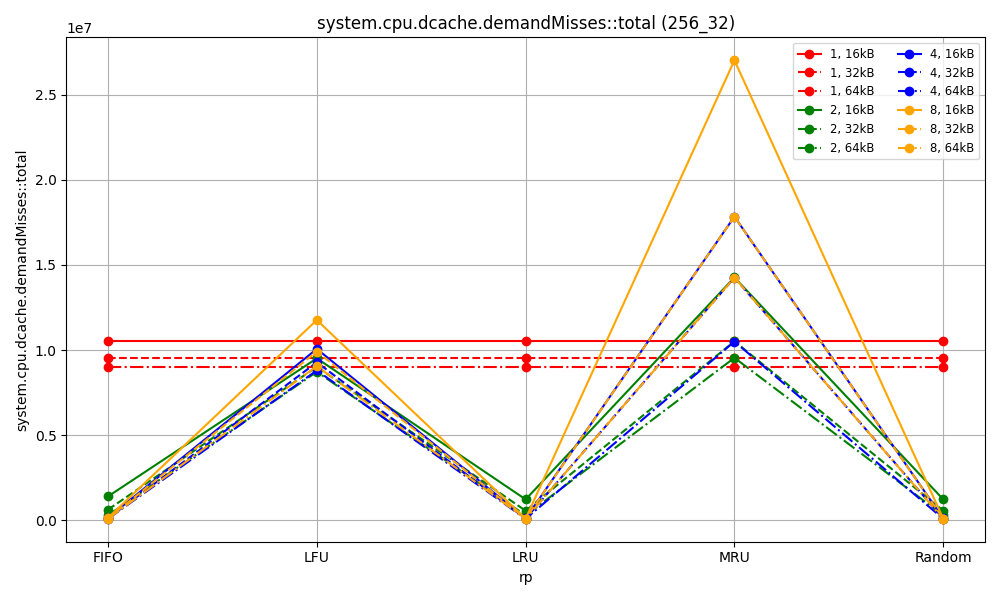 system.cpu.dcache.demandMisses::total (256_32)
1e7
1, 16kB
1, 32kB
1, 64kB
2, 16kB
2, 32kB
2, 64kB
4, 16kB
4, 32kB
4, 64kB
8, 16kB
8, 32kB
8, 64kB
2.5
2.0
1.5
1.0
0.5
0.0
system.cpu.dcache.demandMisses::total
FIFO LFU LRU MRU Random
rp